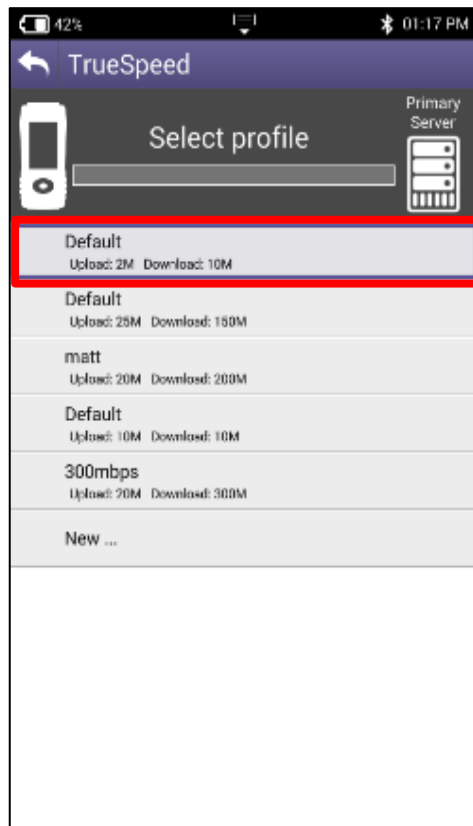 42% 01:17 PM
TrueSpeed
Primary
Server
Select profile
Default
Upload: 2M Download: 10M
Default
Upload: 25M Download: 150M
matt
Upload: 20M Download: 200M
Default
Upload: 10M Download: 10M
300mbps
Upload: 20M Download: 300M
New ...